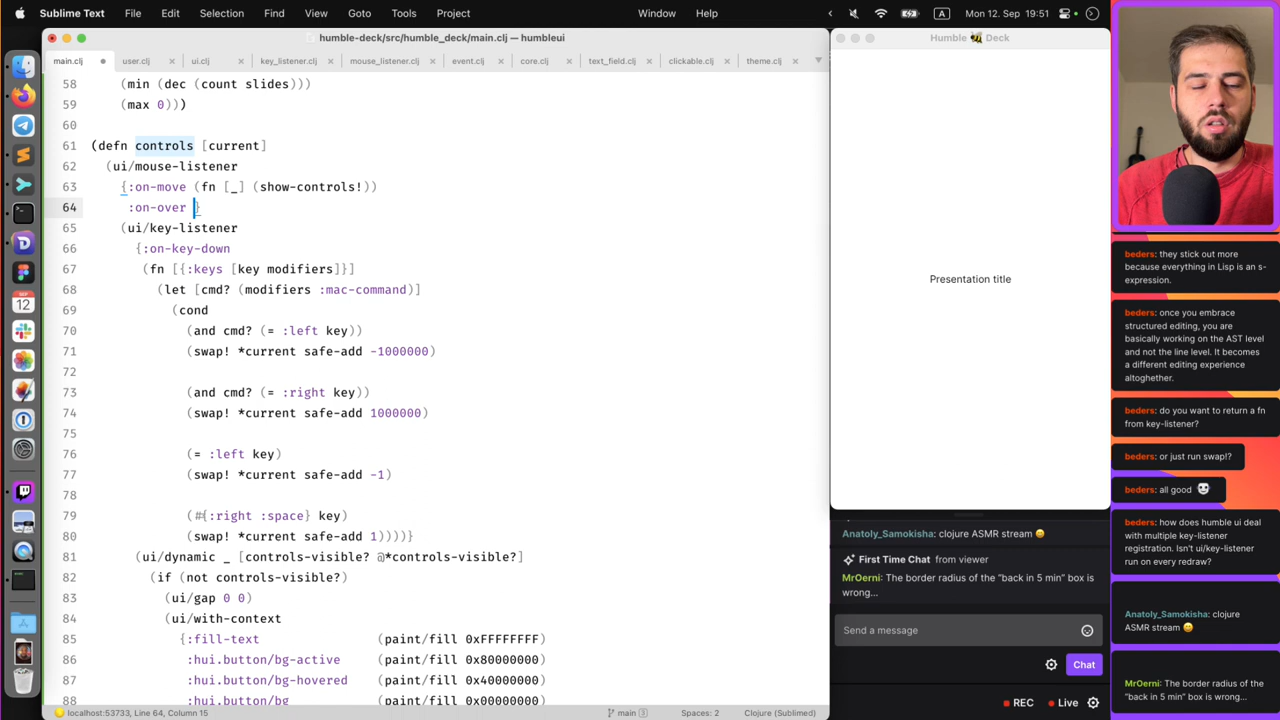 Sublime Text File Edit Selection Find View Goto Tools Project Window Help A Mon 12. Sep 19:51
humble-deck/src/humble_deck/main.clj — humbleui
main.clj user.clj ui.clj key_listener.clj mouse_listener.clj event.clj core.clj text_field.clj clickable.clj theme.clj
58 (min (dec (count slides)))
59 (max 0)))
60
61 (defn controls [current]
62 (ui/mouse-listener
63 {:on-move (fn [_] (show-controls!))
64 :on-over }
65 (ui/key-listener
66 {:on-key-down
67 (fn [{:keys [key modifiers]}]
68 (let [cmd? (modifiers :mac-command)]
69 (cond
70 (and cmd? (= :left key))
71 (swap! *current safe-add -1000000)
72
73 (and cmd? (= :right key))
74 (swap! *current safe-add 1000000)
75
76 (= :left key)
77 (swap! *current safe-add -1)
78
79 (#{:right :space} key)
80 (swap! *current safe-add 1))))}
81 (ui/dynamic _ [controls-visible? @*controls-visible?]
82 (if (not controls-visible?)
83 (ui/gap 0 0)
84 (ui/with-context
85 {:fill-text (paint/fill 0xFFFFFFFF)
86 :hui.button/bg-active (paint/fill 0x80000000)
87 :hui.button/bg-hovered (paint/fill 0x40000000)
88 :hui.button/bg (paint/fill 0x00000000)
localhost:53733, Line 64, Column 15 main 3 Spaces: 2 Clojure (Sublimed)
SEP
12
Humble 🐝 Deck
Presentation title
Anatoly_Samokisha: clojure ASMR stream 😄
First Time Chat from viewer
MrOerni: The border radius of the "back in 5 min" box is
wrong...
Send a message
Chat
REC Live
beders: they stick out more
because everything in Lisp is an s-
expression.
beders: once you embrace
structured editing, you are
basically working on the AST level
and not the line level. It becomes
a different editing experience
altoghether.
beders: do you want to return a fn
from key-listener?
beders: or just run swap!?
beders: all good
beders: how does humble ui deal
with multiple key-listener
registration. Isn't ui/key-listener
run on every redraw?
Anatoly_Samokisha: clojure
ASMR stream 😄
MrOerni: The border radius of the
"back in 5 min" box is wrong...